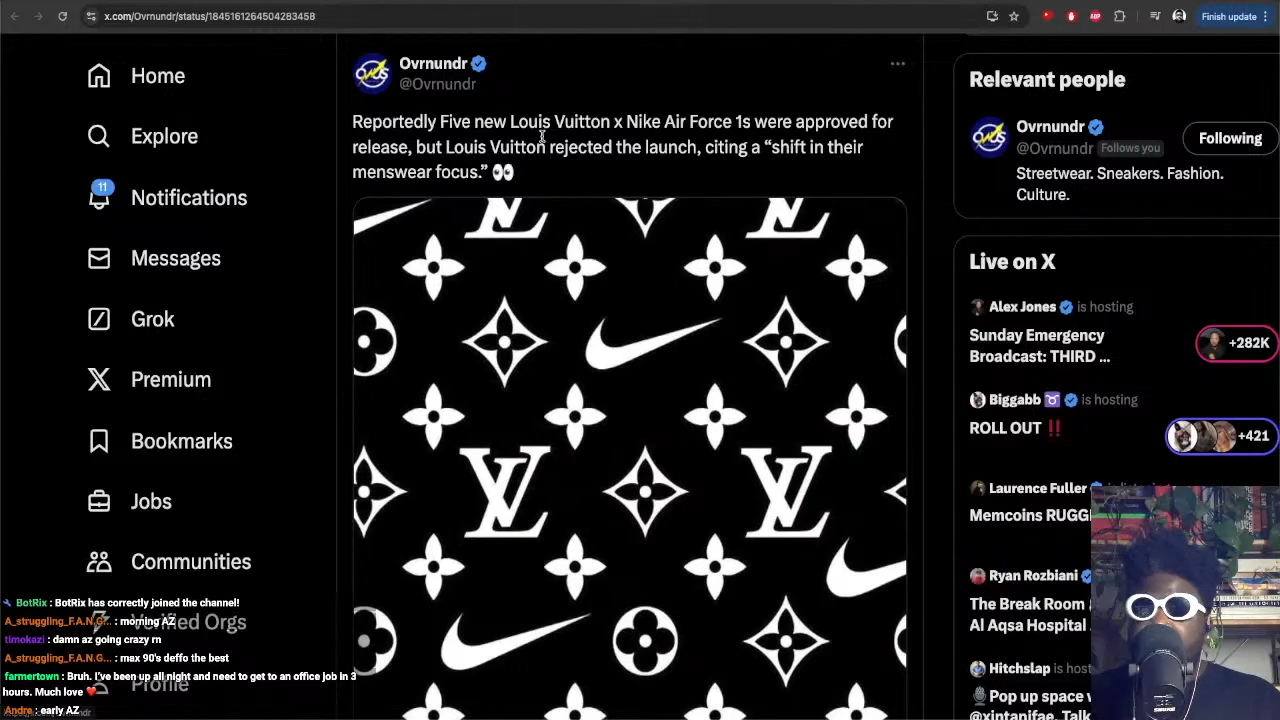 x.com/Ovrnundr/status/1845161264504283458
Finish update
Home
Explore
11
Notifications
Messages
Grok
Premium
Bookmarks
Jobs
Communities
Verified Orgs
Profile
Ovrnundr
@Ovrnundr
Reportedly Five new Louis Vuitton x Nike Air Force 1s were approved for
release, but Louis Vuitton rejected the launch, citing a “shift in their
menswear focus.” 👀
LV LV
LV LV
Relevant people
Ovrnundr
@Ovrnundr Follows you
Following
Streetwear. Sneakers. Fashion.
Culture.
Live on X
Alex Jones is hosting
Sunday Emergency
Broadcast: THIRD ...
+282K
Biggabb ♉ is hosting
ROLL OUT ‼️
+421
Laurence Fuller
Memcoins RUGG
Ryan Rozbiani
The Break Room
Al Aqsa Hospital
Hitchslap is host
Pop up space
@xintanifae. Talk
BotRix : BotRix has correctly joined the channel!
A_struggling_F.A.N.G... : morning AZ
timokazi : damn az going crazy rn
A_struggling_F.A.N.G... : max 90's deffo the best
farmertown : Bruh. I've been up all night and need to get to an office job in 3
hours. Much love ❤️
Andre : early AZ